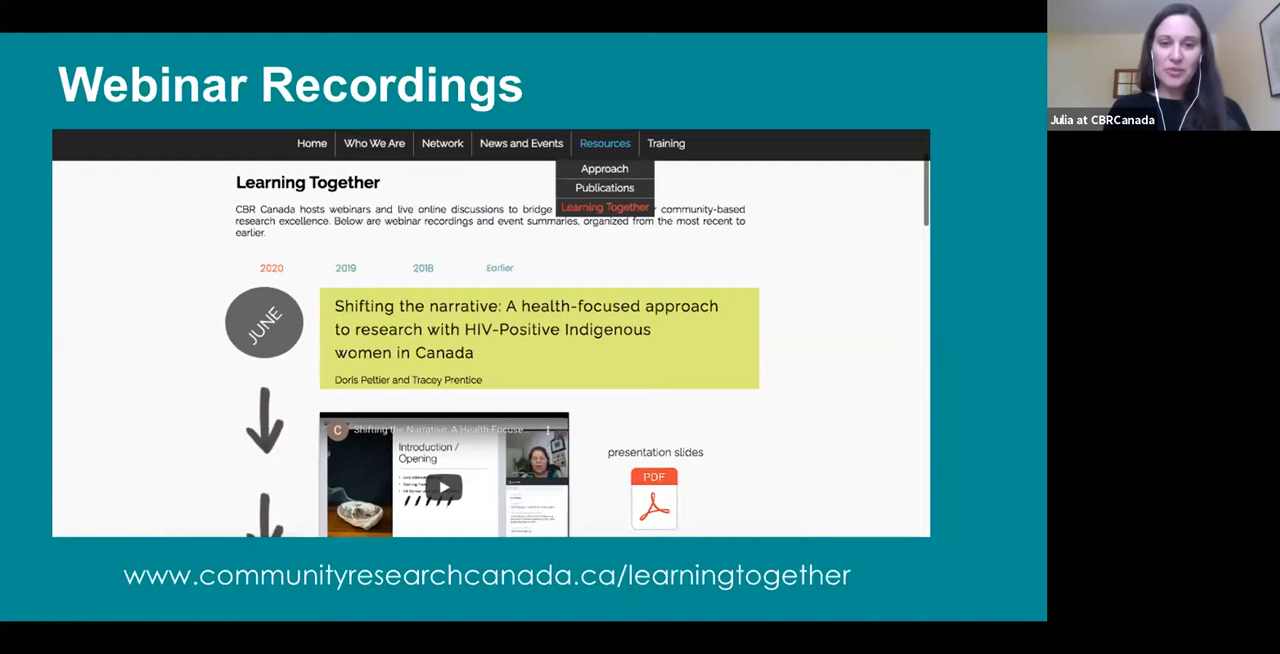 Webinar Recordings
Julia at CBRCanada
Home Who We Are Network News and Events Resources Training
Approach
Publications
Learning Together
Learning Together
CBR Canada hosts webinars and live online discussions to bridge community-based
research excellence. Below are webinar recordings and event summaries, organized from the most recent to
earlier.
2020 2019 2018 Earlier
JUNE
Shifting the narrative: A health-focused approach
to research with HIV-Positive Indigenous
women in Canada
Doris Peltier and Tracey Prentice
C Shifting the Narrative: A Health-Focuse...
Introduction /
Opening
presentation slides
PDF
www.communityresearchcanada.ca/learningtogether